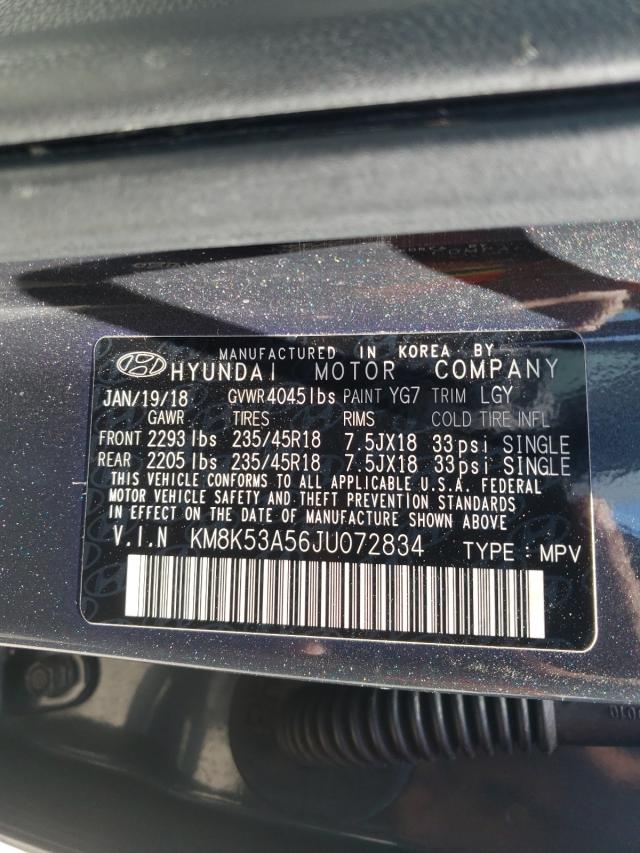 MANUFACTURED IN KOREA BY
HYUNDAI MOTOR COMPANY
JAN/19/18 GVWR 4045lbs PAINT YG7 TRIM LGY
GAWR TIRES RIMS COLD TIRE INFL
FRONT 2293lbs 235/45R18 7.5JX18 33psi SINGLE
REAR 2205lbs 235/45R18 7.5JX18 33psi SINGLE
THIS VEHICLE CONFORMS TO ALL APPLICABLE U.S.A. FEDERAL
MOTOR VEHICLE SAFETY AND THEFT PREVENTION STANDARDS
IN EFFECT ON THE DATE OF MANUFACTURE SHOWN ABOVE.
V.I.N KM8K53A56JU072834 TYPE : MPV